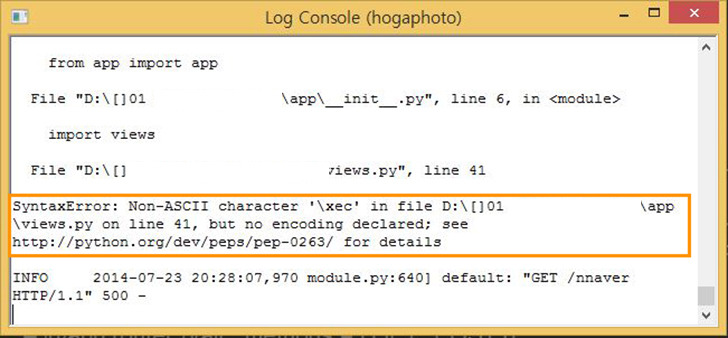 Log Console (hogaphoto)
from app import app
File "D:\[]01 \app\__init__.py", line 6, in <module>
import views
File "D:\[] views.py", line 41
SyntaxError: Non-ASCII character '\xec' in file D:\[]01 \app
\views.py on line 41, but no encoding declared; see
http://python.org/dev/peps/pep-0263/ for details
INFO 2014-07-23 20:28:07,970 module.py:640] default: "GET /nnaver
HTTP/1.1" 500 -